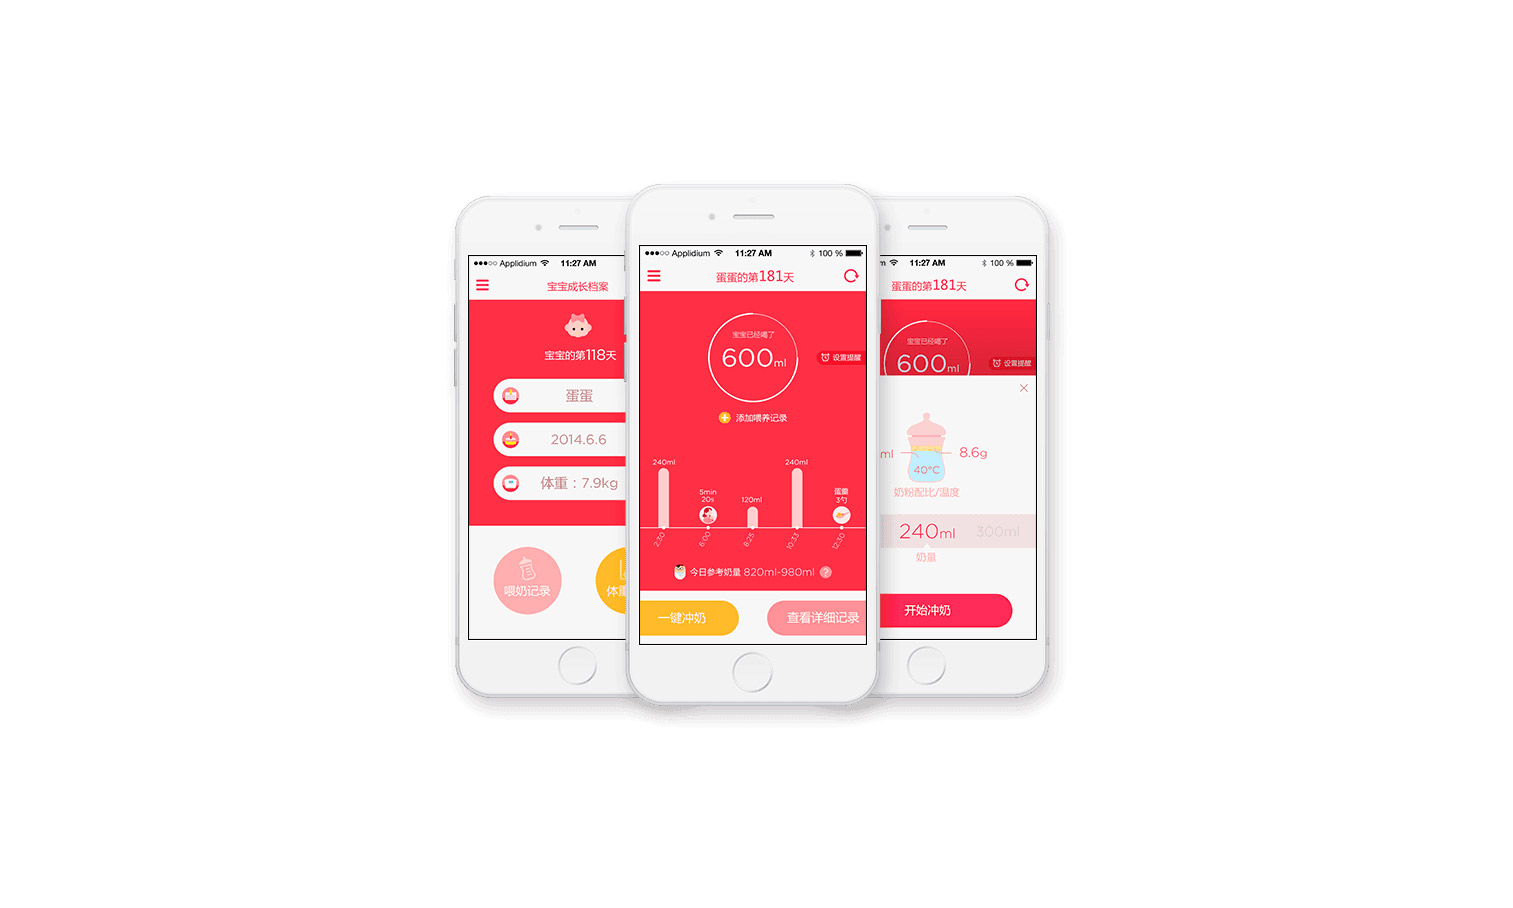 Applidium
11:27 AM
宝宝成长档案
宝宝的第118天
蛋蛋
2014.6.6
体重：7.9kg
喂奶记录
体重
Applidium
11:27 AM
100 %
蛋蛋的第181天
宝宝已经喝了
600ml
设置提醒
添加喂养记录
240ml
5min
20s
120ml
240ml
蛋羹
3勺
2:30
6:00
8:25
10:33
12:30
今日参考奶量 820ml-980ml
?
一键冲奶
查看详细记录
m
11:27 AM
100 %
蛋蛋的第181天
宝宝已经喝了
600ml
设置提醒
ml
8.6g
40°C
奶粉配比/温度
240ml
300ml
奶量
开始冲奶